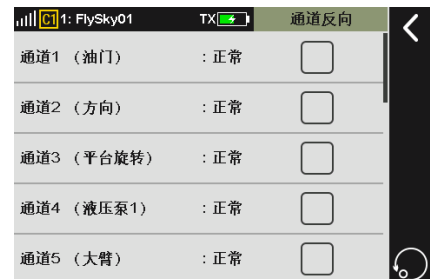 C1 1: FlySky01 TX 通道反向
通道1 （油门） : 正常
通道2 （方向） : 正常
通道3 （平台旋转） : 正常
通道4 （液压泵1） : 正常
通道5 （大臂） : 正常